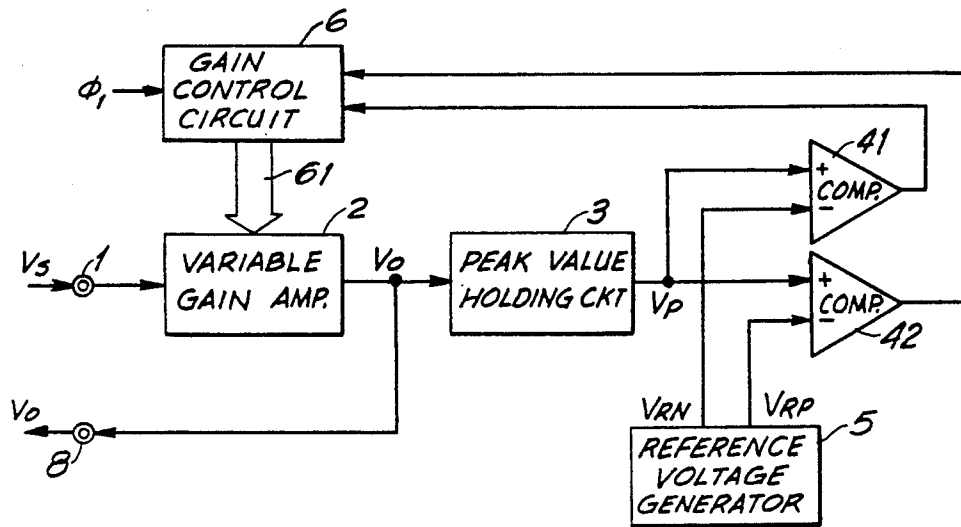 6
GAIN
CONTROL
CIRCUIT
φ1
61
41
+
COMP.
−
2
3
VS
1
VARIABLE
GAIN AMP.
VO
PEAK VALUE
HOLDING CKT
VP
+
COMP.
−
42
VO
8
VRN
VRP
5
REFERENCE
VOLTAGE
GENERATOR